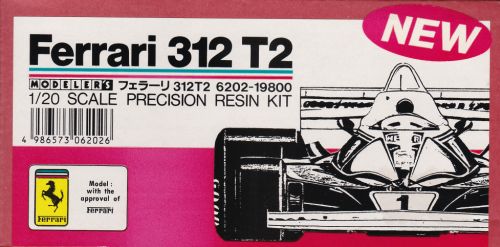 Ferrari 312 T2
NEW
MODELER'S フェラーリ 312T2 6202-19800
1/20 SCALE PRECISION RESIN KIT
4 986573 062026
Ferrari
Model :
with the
approval of
Ferrari
1